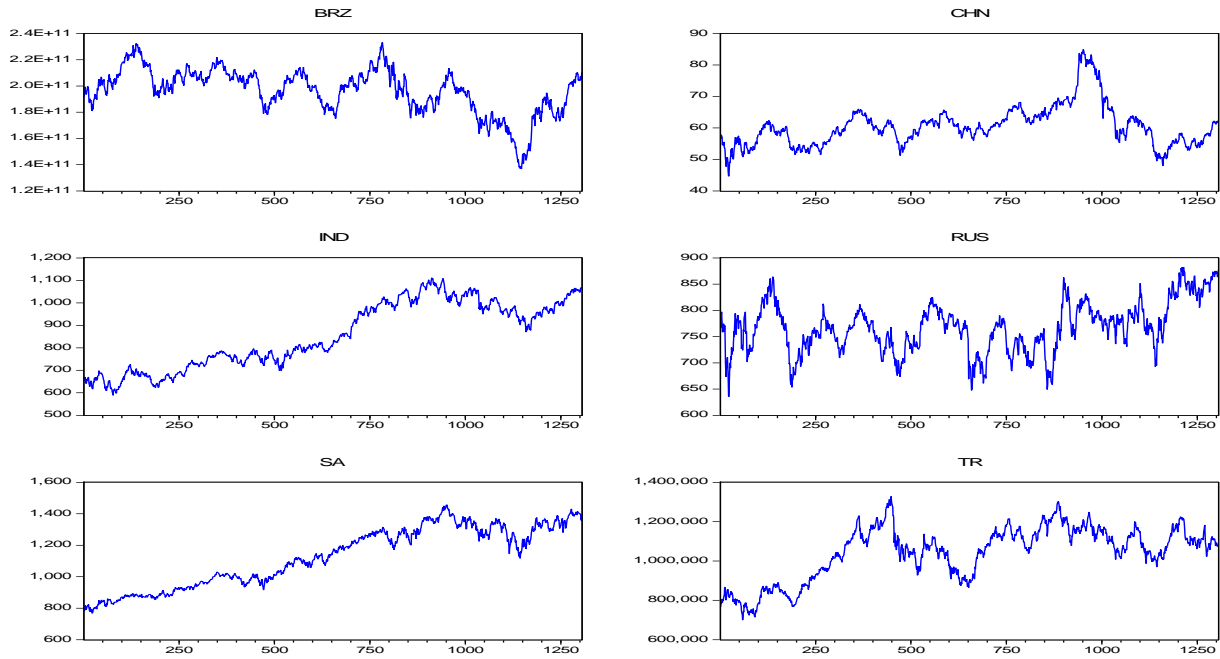 BRZ
2.4E+11
2.2E+11
2.0E+11
1.8E+11
1.6E+11
1.4E+11
1.2E+11
250 500 750 1000 1250
CHN
90
80
70
60
50
40
250 500 750 1000 1250
IND
1,200
1,100
1,000
900
800
700
600
500
250 500 750 1000 1250
RUS
900
850
800
750
700
650
600
250 500 750 1000 1250
SA
1,600
1,400
1,200
1,000
800
600
250 500 750 1000 1250
TR
1,400,000
1,200,000
1,000,000
800,000
600,000
250 500 750 1000 1250